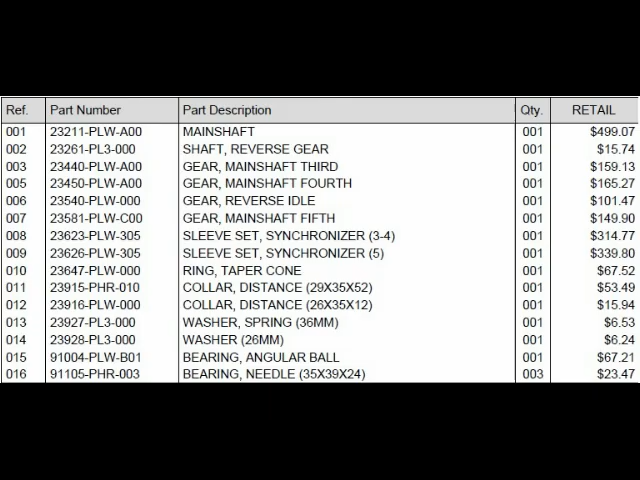 Ref. Part Number Part Description Qty. RETAIL
001 23211-PLW-A00 MAINSHAFT 001 $499.07
002 23261-PL3-000 SHAFT, REVERSE GEAR 001 $15.74
003 23440-PLW-A00 GEAR, MAINSHAFT THIRD 001 $159.13
005 23450-PLW-A00 GEAR, MAINSHAFT FOURTH 001 $165.27
006 23540-PLW-000 GEAR, REVERSE IDLE 001 $101.47
007 23581-PLW-C00 GEAR, MAINSHAFT FIFTH 001 $149.90
008 23623-PLW-305 SLEEVE SET, SYNCHRONIZER (3-4) 001 $314.77
009 23626-PLW-305 SLEEVE SET, SYNCHRONIZER (5) 001 $339.80
010 23647-PLW-000 RING, TAPER CONE 001 $67.52
011 23915-PHR-010 COLLAR, DISTANCE (29X35X52) 001 $53.49
012 23916-PLW-000 COLLAR, DISTANCE (26X35X12) 001 $15.94
013 23927-PL3-000 WASHER, SPRING (36MM) 001 $6.53
014 23928-PL3-000 WASHER (26MM) 001 $6.24
015 91004-PLW-B01 BEARING, ANGULAR BALL 001 $67.21
016 91105-PHR-003 BEARING, NEEDLE (35X39X24) 003 $23.47